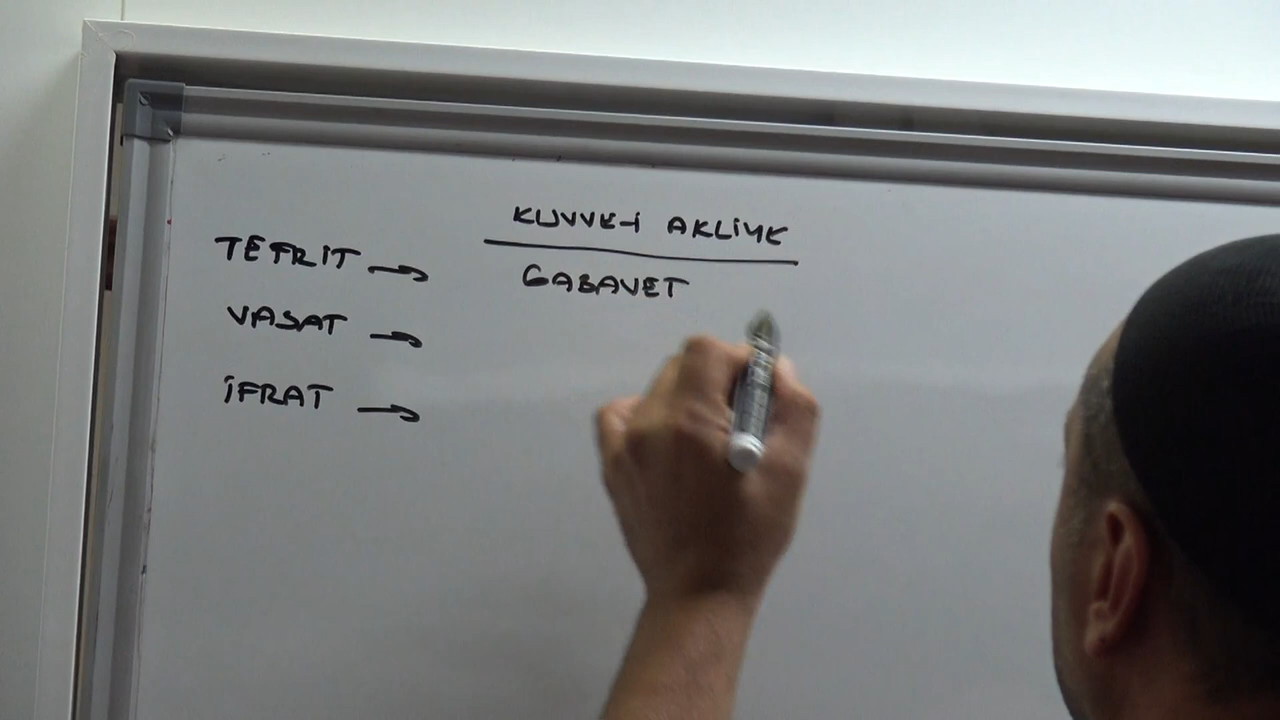 KUVVE-İ AKLİYE
TEFRİT → GABAVET
VASAT →
İFRAT →